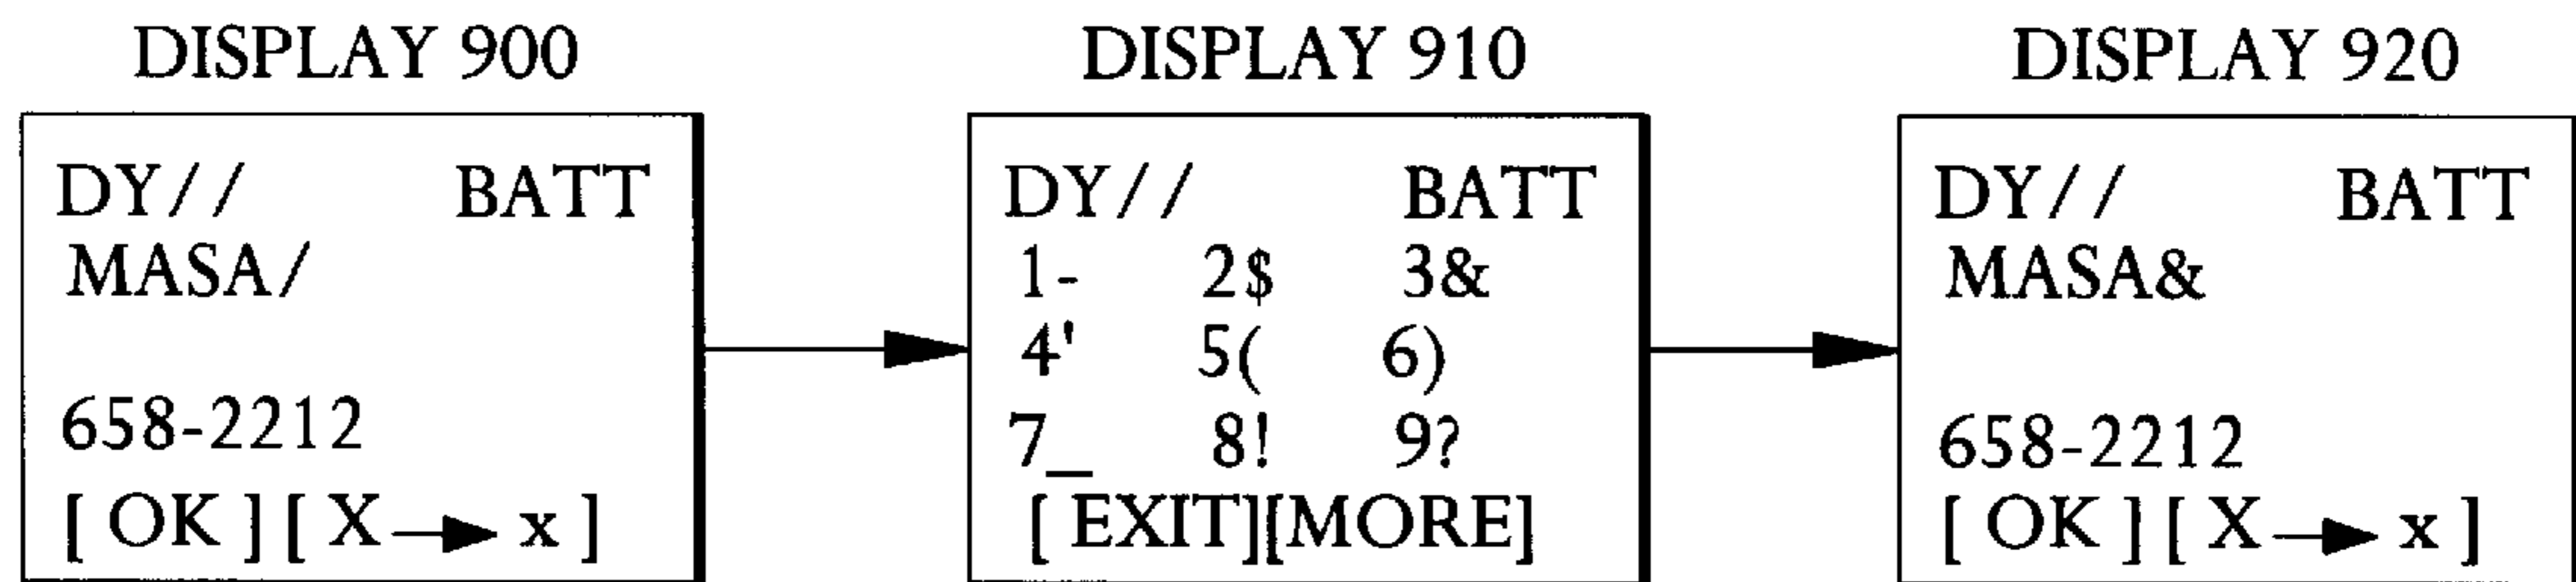 DISPLAY 900
DY// BATT
MASA/
658-2212
[ OK ] [ X → x ]
DISPLAY 910
DY// BATT
1- 2$ 3&
4' 5( 6)
7_ 8! 9?
[ EXIT][MORE]
DISPLAY 920
DY// BATT
MASA&
658-2212
[ OK ] [ X → x ]